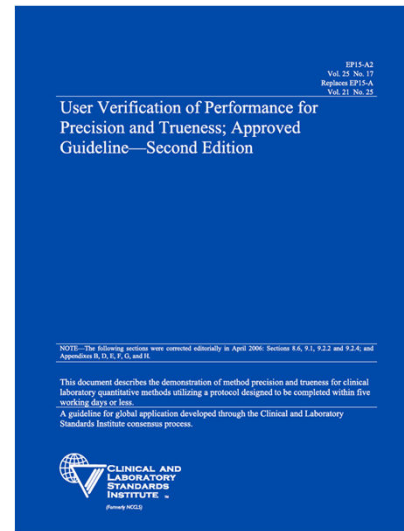 EP15-A2
Vol. 25 No. 17
Replaces EP15-A
Vol. 21 No. 25
User Verification of Performance for
Precision and Trueness; Approved
Guideline—Second Edition
NOTE—The following sections were corrected editorially in April 2006: Sections 8.6, 9.1, 9.2.2 and 9.2.4; and
Appendixes B, D, E, F, G, and H.
This document describes the demonstration of method precision and trueness for clinical
laboratory quantitative methods utilizing a protocol designed to be completed within five
working days or less.
A guideline for global application developed through the Clinical and Laboratory
Standards Institute consensus process.
CLINICAL AND
LABORATORY
STANDARDS
INSTITUTE ™
(Formerly NCCLS)